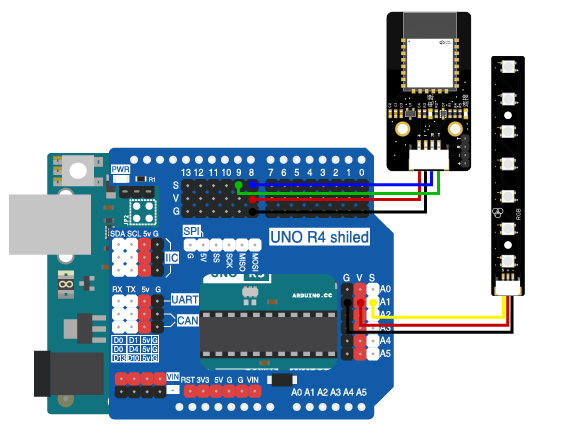 PWR
R1
JP2
13 12 11 10 9 8 7 6 5 4 3 2 1 0
S
V
G
SPI
G 5V SS SCK MISO MOSI
UNO R4 shiled
SDA SCL 5v G
IIC
RX TX 5v G
UART
CAN
D0 D1 5v G
D0 D4 5v G
D13 D10 5v G
ARDUINO.CC
G V S
A0
A1
A2
A3
A4
A5
VIN
-
RST 3V3 5V G G VIN
A0 A1 A2 A3 A4 A5
RGB